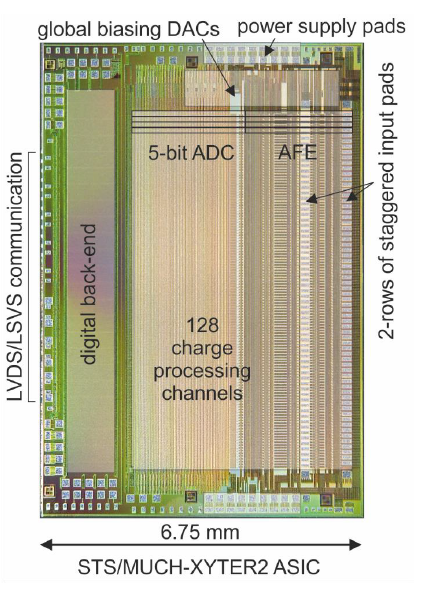 global biasing DACs
power supply pads
5-bit ADC
AFE
2-rows of staggered input pads
LVDS/LSVS communication
digital back-end
128
charge
processing
channels
6.75 mm
STS/MUCH-XYTER2 ASIC